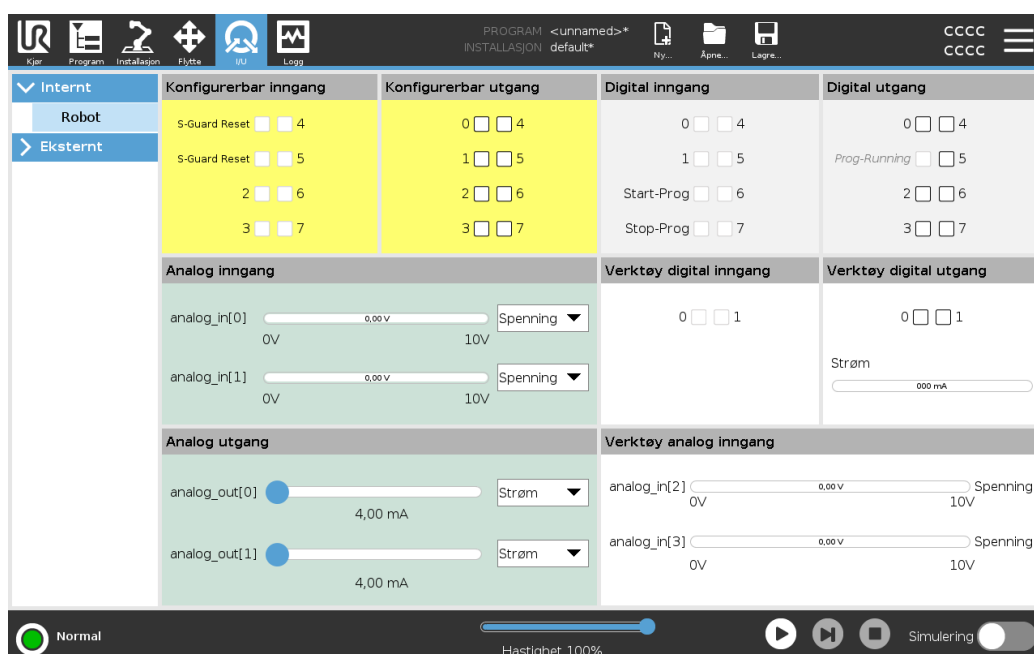 PROGRAM <unnamed>*
INSTALLASJON default*
CCCC
CCCC
UR
Kjør Program Installasjon Flytte I/U Logg Ny... Åpne... Lagre...
Internt
Robot
Eksternt
Konfigurerbar inngang
S-Guard Reset 4
S-Guard Reset 5
2 6
3 7
Konfigurerbar utgang
0 4
1 5
2 6
3 7
Digital inngang
0 4
1 5
Start-Prog 6
Stop-Prog 7
Digital utgang
0 4
Prog-Running 5
2 6
3 7
Analog inngang
analog_in[0] 0,00 V Spenning
0V 10V
analog_in[1] 0,00 V Spenning
0V 10V
Verktøy digital inngang
0 1
Verktøy digital utgang
0 1
Strøm
000 mA
Analog utgang
analog_out[0] Strøm
4,00 mA
analog_out[1] Strøm
4,00 mA
Verktøy analog inngang
analog_in[2] 0,00 V Spenning
0V 10V
analog_in[3] 0,00 V Spenning
0V 10V
Normal
Hastighet 100%
Simulering